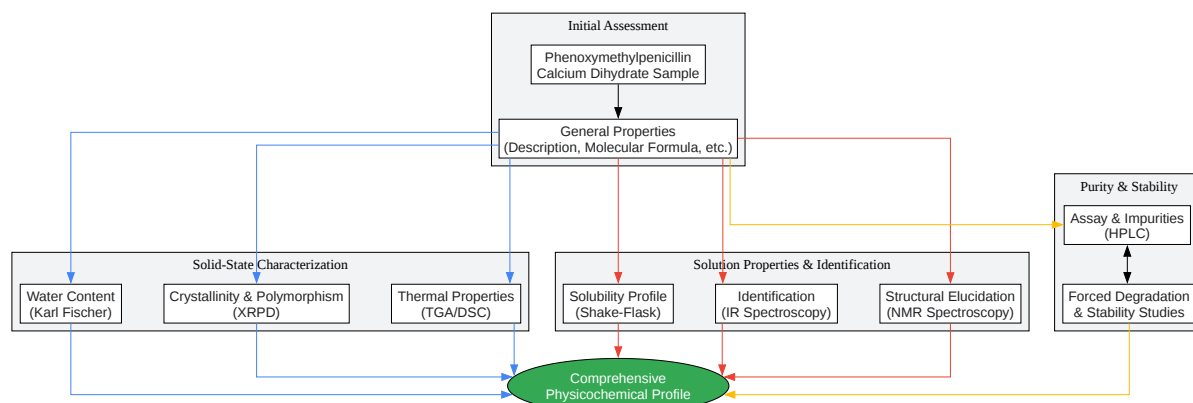 Initial Assessment
Phenoxymethylpenicillin
Calcium Dihydrate Sample
General Properties
(Description, Molecular Formula, etc.)
Purity & Stability
Assay & Impurities
(HPLC)
Forced Degradation
& Stability Studies
Solid-State Characterization
Water Content
(Karl Fischer)
Crystallinity & Polymorphism
(XRPD)
Thermal Properties
(TGA/DSC)
Solution Properties & Identification
Solubility Profile
(Shake-Flask)
Identification
(IR Spectroscopy)
Structural Elucidation
(NMR Spectroscopy)
Comprehensive
Physicochemical Profile